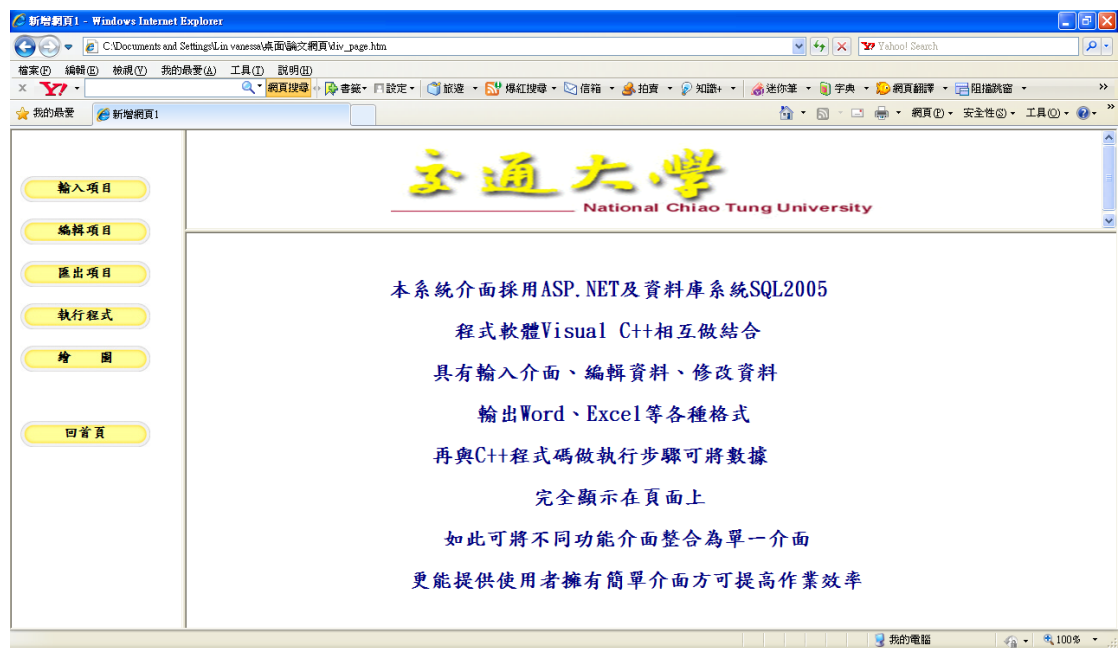 新增網頁1 - Windows Internet Explorer
C:\Documents and Settings\Lin vanessa\桌面\論文網頁\div_page.htm
Yahoo! Search
檔案(F) 編輯(E) 檢視(V) 我的最愛(A) 工具(I) 說明(H)
x Y! 網頁搜尋 書籤 設定 旅遊 爆紅搜尋 信箱 拍賣 知識+ 迷你筆 字典 網頁翻譯 阻擋跳窗 »
我的最愛 新增網頁1 網頁(P) 安全性(S) 工具(O) »
交通大學
National Chiao Tung University
輸入項目
編輯項目
匯出項目
執行程式
繪 圖
回首頁
本系統介面採用ASP.NET及資料庫系統SQL2005
程式軟體Visual C++相互做結合
具有輸入介面、編輯資料、修改資料
輸出Word、Excel等各種格式
再與C++程式碼做執行步驟可將數據
完全顯示在頁面上
如此可將不同功能介面整合為單一介面
更能提供使用者擁有簡單介面方可提高作業效率
我的電腦 100%